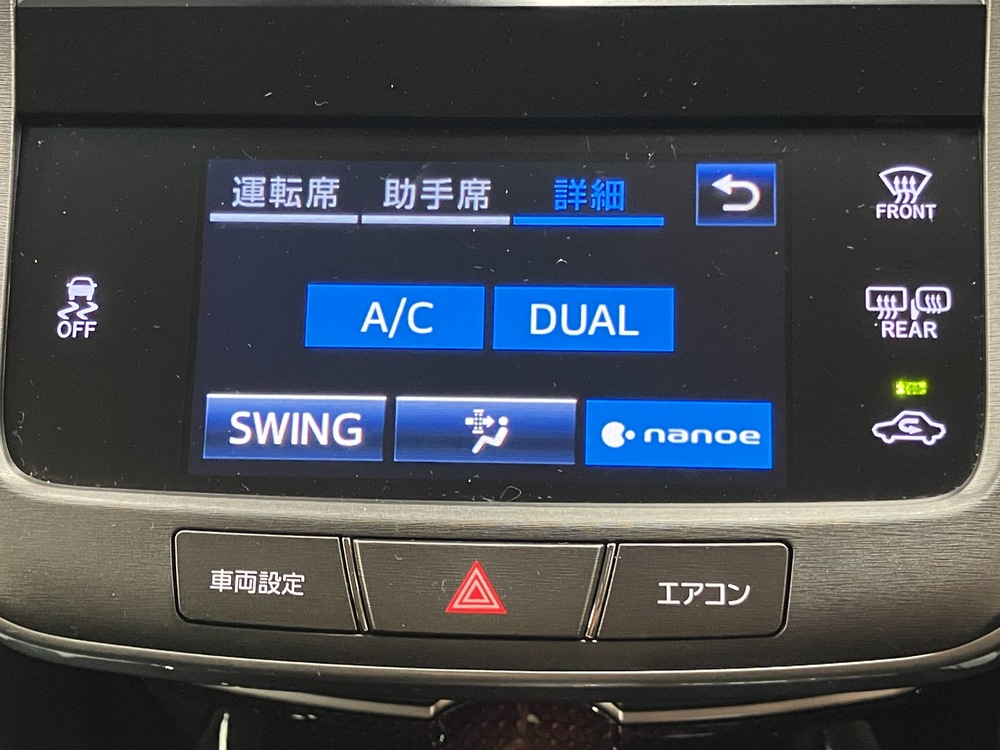 運転席 助手席 詳細
FRONT
OFF
A/C DUAL
REAR
SWING nanoe
車両設定 エアコン